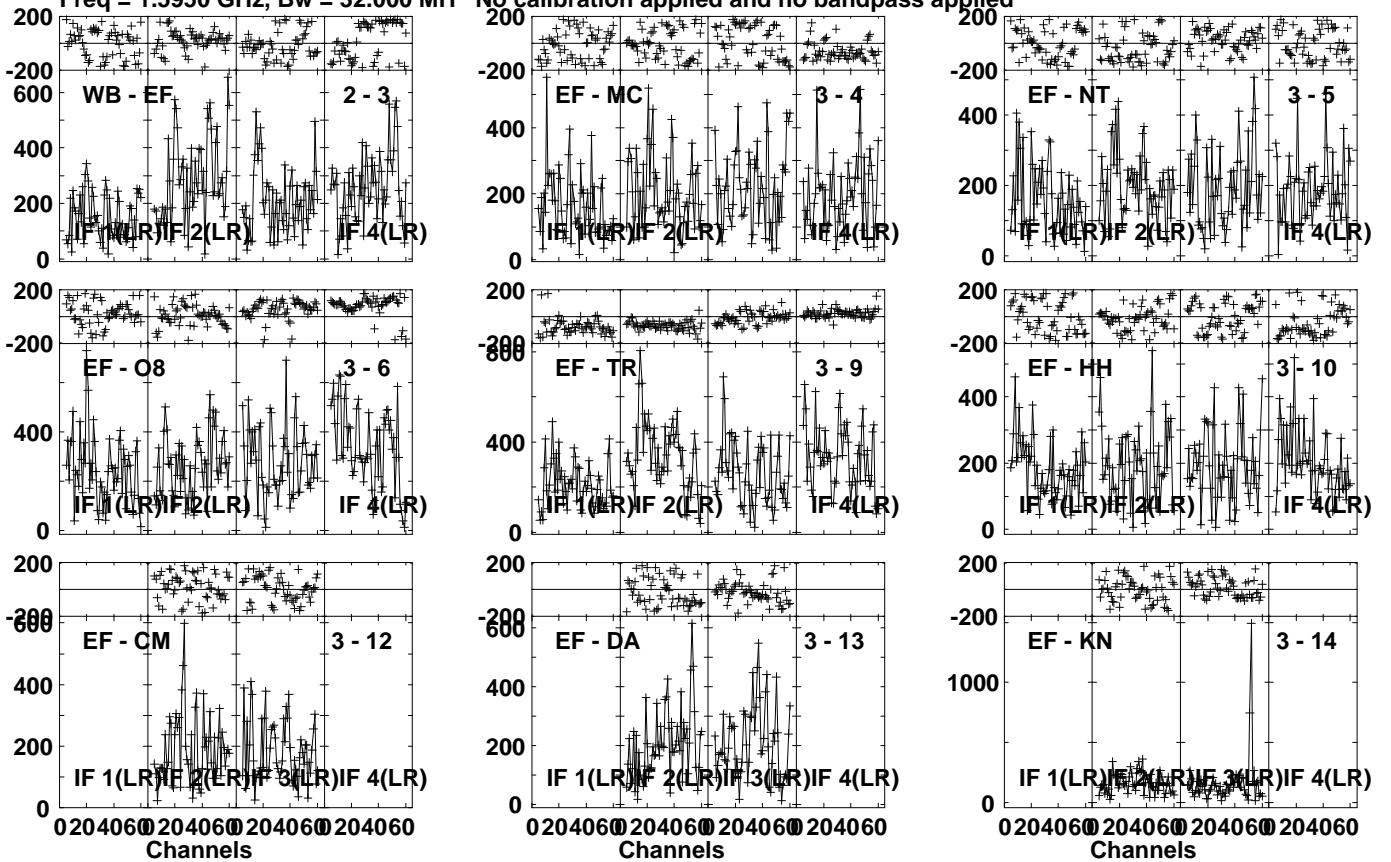 Freq = 1.5950 GHz, Bw = 32.000 MH No calibration applied and no bandpass applied
200
-200
WB - EF 2 - 3
600
400
200
0
IF 1(LR) IF 2(LR) IF 4(LR)
EF - MC 3 - 4
400
200
0
IF 1(LR) IF 2(LR) IF 4(LR)
200
-200
EF - NT 3 - 5
400
200
0
IF 1(LR) IF 2(LR) IF 4(LR)
200
-200
EF - O8 3 - 6
400
0
IF 1(LR) IF 2(LR) IF 4(LR)
200
-200
EF - TR 3 - 9
800
400
0
IF 1(LR) IF 2(LR) IF 4(LR)
200
-200
EF - HH 3 - 10
400
200
0
IF 1(LR) IF 2(LR) IF 4(LR)
200
-200
EF - CM 3 - 12
600
400
200
0
IF 1(LR) IF 2(LR) IF 3(LR) IF 4(LR)
0 20 40 60 0 20 40 60 0 20 40 60 0 20 40 60
Channels
200
-200
EF - DA 3 - 13
600
400
200
0
IF 1(LR) IF 2(LR) IF 3(LR) IF 4(LR)
0 20 40 60 0 20 40 60 0 20 40 60 0 20 40 60
Channels
200
-200
EF - KN 3 - 14
1000
0
IF 1(LR) IF 2(LR) IF 3(LR) IF 4(LR)
0 20 40 60 0 20 40 60 0 20 40 60 0 20 40 60
Channels